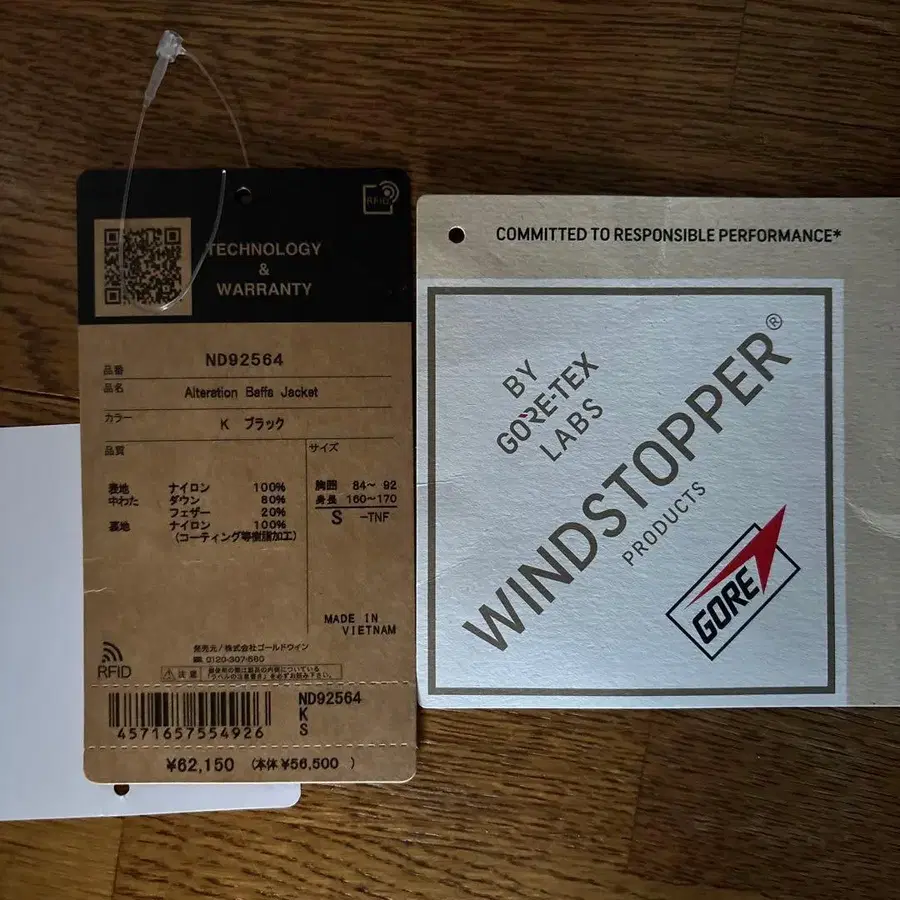 RFID
TECHNOLOGY
&
WARRANTY
品番 ND92564
品名 Alteration Baffs Jacket
カラー K ブラック
品質
表地 ナイロン 100%
中わた ダウン 80%
フェザー 20%
裏地 ナイロン 100%
(コーティング等樹脂加工)
サイズ
胸囲 84~ 92
身長 160~170
S -TNF
MADE IN
VIETNAM
発売元/株式会社ゴールドウイン
0120-307-560
RFID
注意
ND92564
K
S
4571657554926
¥62,150 (本体 ¥56,500 )
COMMITTED TO RESPONSIBLE PERFORMANCE*
BY
GORE-TEX
LABS
WINDSTOPPER®
PRODUCTS
GORE